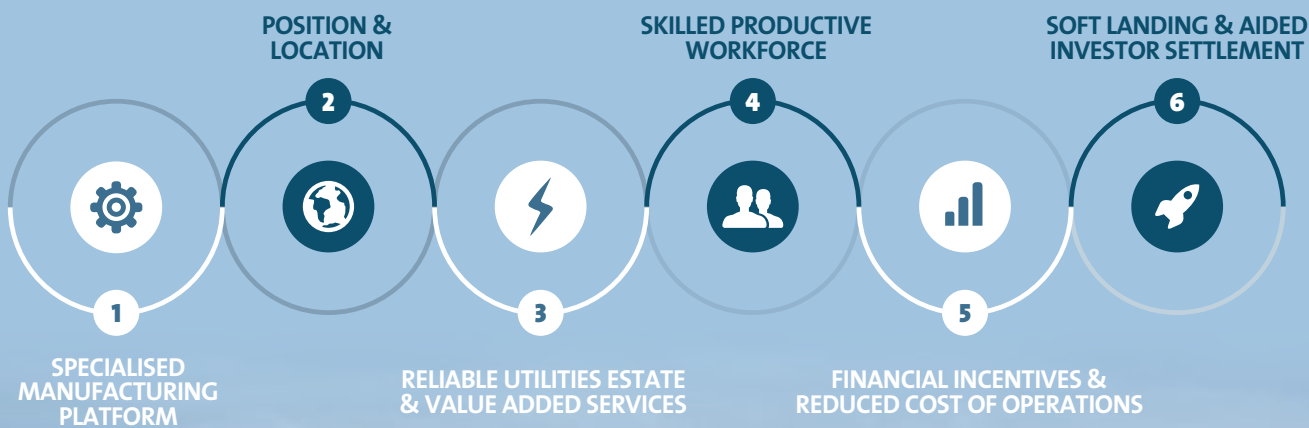 1
SPECIALISED
MANUFACTURING
PLATFORM
POSITION &
LOCATION
2
3
RELIABLE UTILITIES ESTATE
& VALUE ADDED SERVICES
SKILLED PRODUCTIVE
WORKFORCE
4
5
FINANCIAL INCENTIVES &
REDUCED COST OF OPERATIONS
SOFT LANDING & AIDED
INVESTOR SETTLEMENT
6